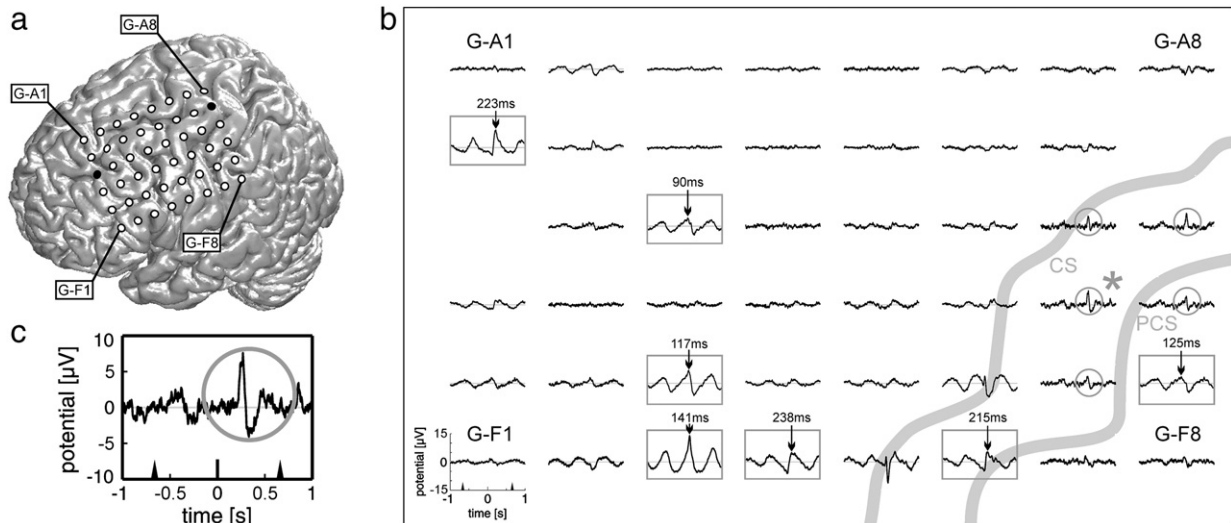 a
G-A8
G-A1
G-F8
G-F1
b
G-A1
G-A8
223ms
90ms
CS
*
PCS
117ms
125ms
141ms
238ms
215ms
G-F1
G-F8
potential [μV]
15
0
-15
-1
0
1
time [s]
c
potential [μV]
10
5
0
-5
-10
-1
-0.5
0
0.5
1
time [s]